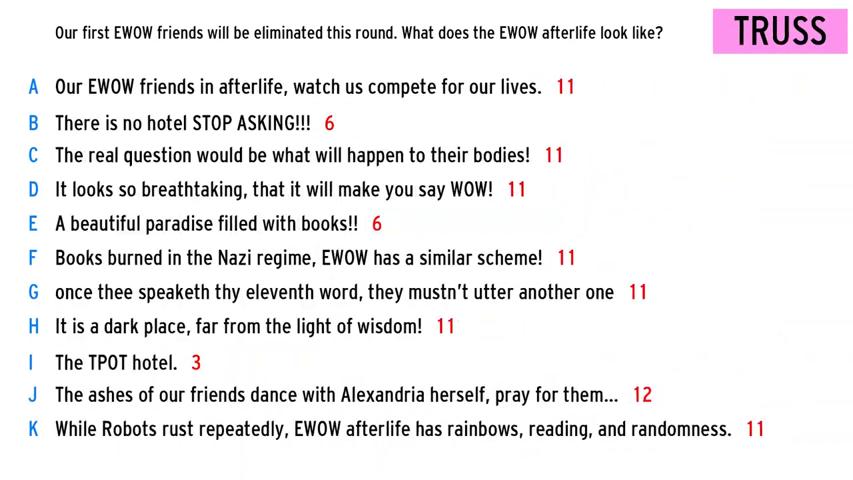 Our first EWOW friends will be eliminated this round. What does the EWOW afterlife look like?
TRUSS
A Our EWOW friends in afterlife, watch us compete for our lives. 11
B There is no hotel STOP ASKING!!! 6
C The real question would be what will happen to their bodies! 11
D It looks so breathtaking, that it will make you say WOW! 11
E A beautiful paradise filled with books!! 6
F Books burned in the Nazi regime, EWOW has a similar scheme! 11
G once thee speaketh thy eleventh word, they mustn't utter another one 11
H It is a dark place, far from the light of wisdom! 11
I The TPOT hotel. 3
J The ashes of our friends dance with Alexandria herself, pray for them... 12
K While Robots rust repeatedly, EWOW afterlife has rainbows, reading, and randomness. 11